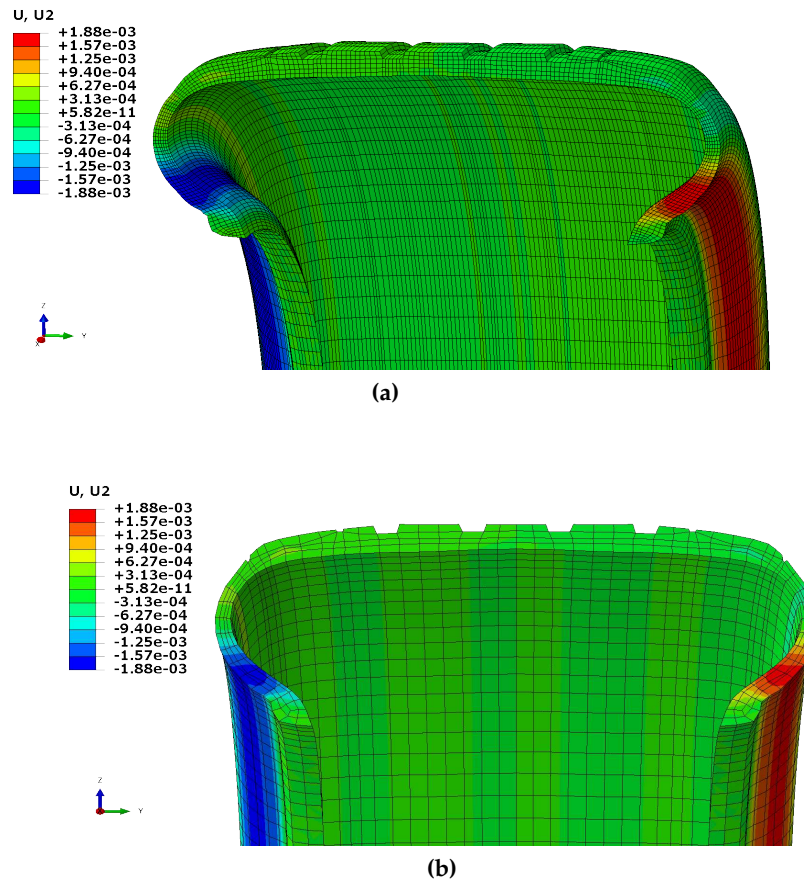 U, U2
+1.88e-03
+1.57e-03
+1.25e-03
+9.40e-04
+6.27e-04
+3.13e-04
+5.82e-11
-3.13e-04
-6.27e-04
-9.40e-04
-1.25e-03
-1.57e-03
-1.88e-03
Z
Y
X
(a)
U, U2
+1.88e-03
+1.57e-03
+1.25e-03
+9.40e-04
+6.27e-04
+3.13e-04
+5.82e-11
-3.13e-04
-6.27e-04
-9.40e-04
-1.25e-03
-1.57e-03
-1.88e-03
Z
Y
(b)